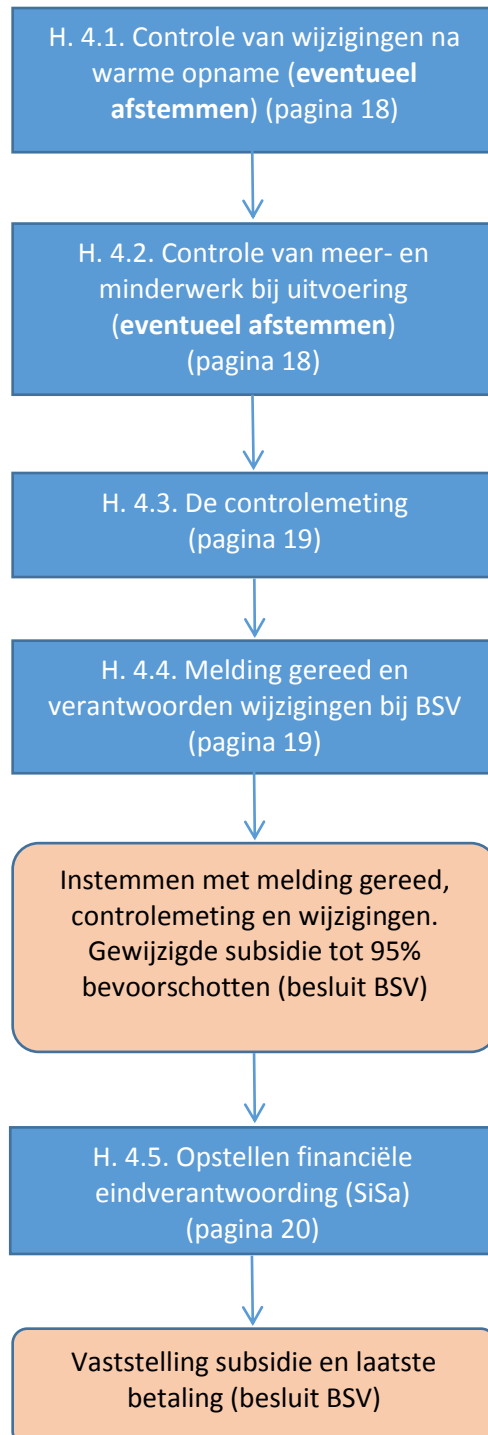 H. 4.1. Controle van wijzigingen na
warme opname (eventueel
afstemmen) (pagina 18)
H. 4.2. Controle van meer- en
minderwerk bij uitvoering
(eventueel afstemmen)
(pagina 18)
H. 4.3. De controlemeting
(pagina 19)
H. 4.4. Melding gereed en
verantwoorden wijzigingen bij BSV
(pagina 19)
Instemmen met melding gereed,
controlemeting en wijzigingen.
Gewijzigde subsidie tot 95%
bevoorschotten (besluit BSV)
H. 4.5. Opstellen financiële
eindverantwoording (SiSa)
(pagina 20)
Vaststelling subsidie en laatste
betaling (besluit BSV)